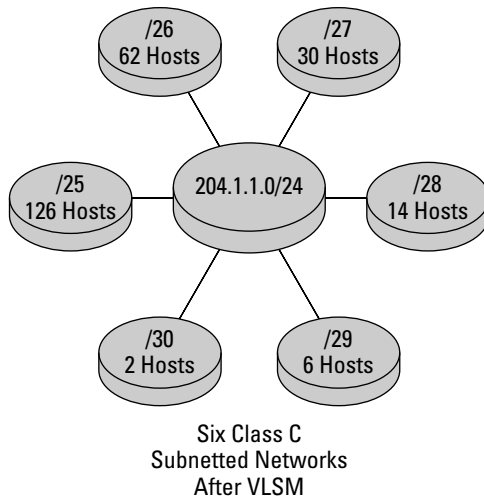 /26
62 Hosts
/27
30 Hosts
/25
126 Hosts
204.1.1.0/24
/28
14 Hosts
/30
2 Hosts
/29
6 Hosts
Six Class C
Subnetted Networks
After VLSM